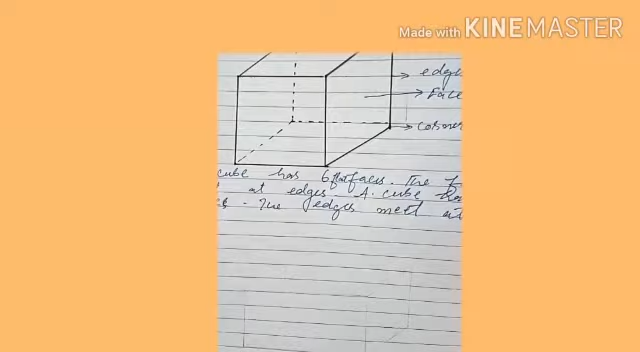 Made with KINEMASTER
edge
Face
corner
cube has 6 flat faces. The f
at edges. A cube has
es. The edges meet at